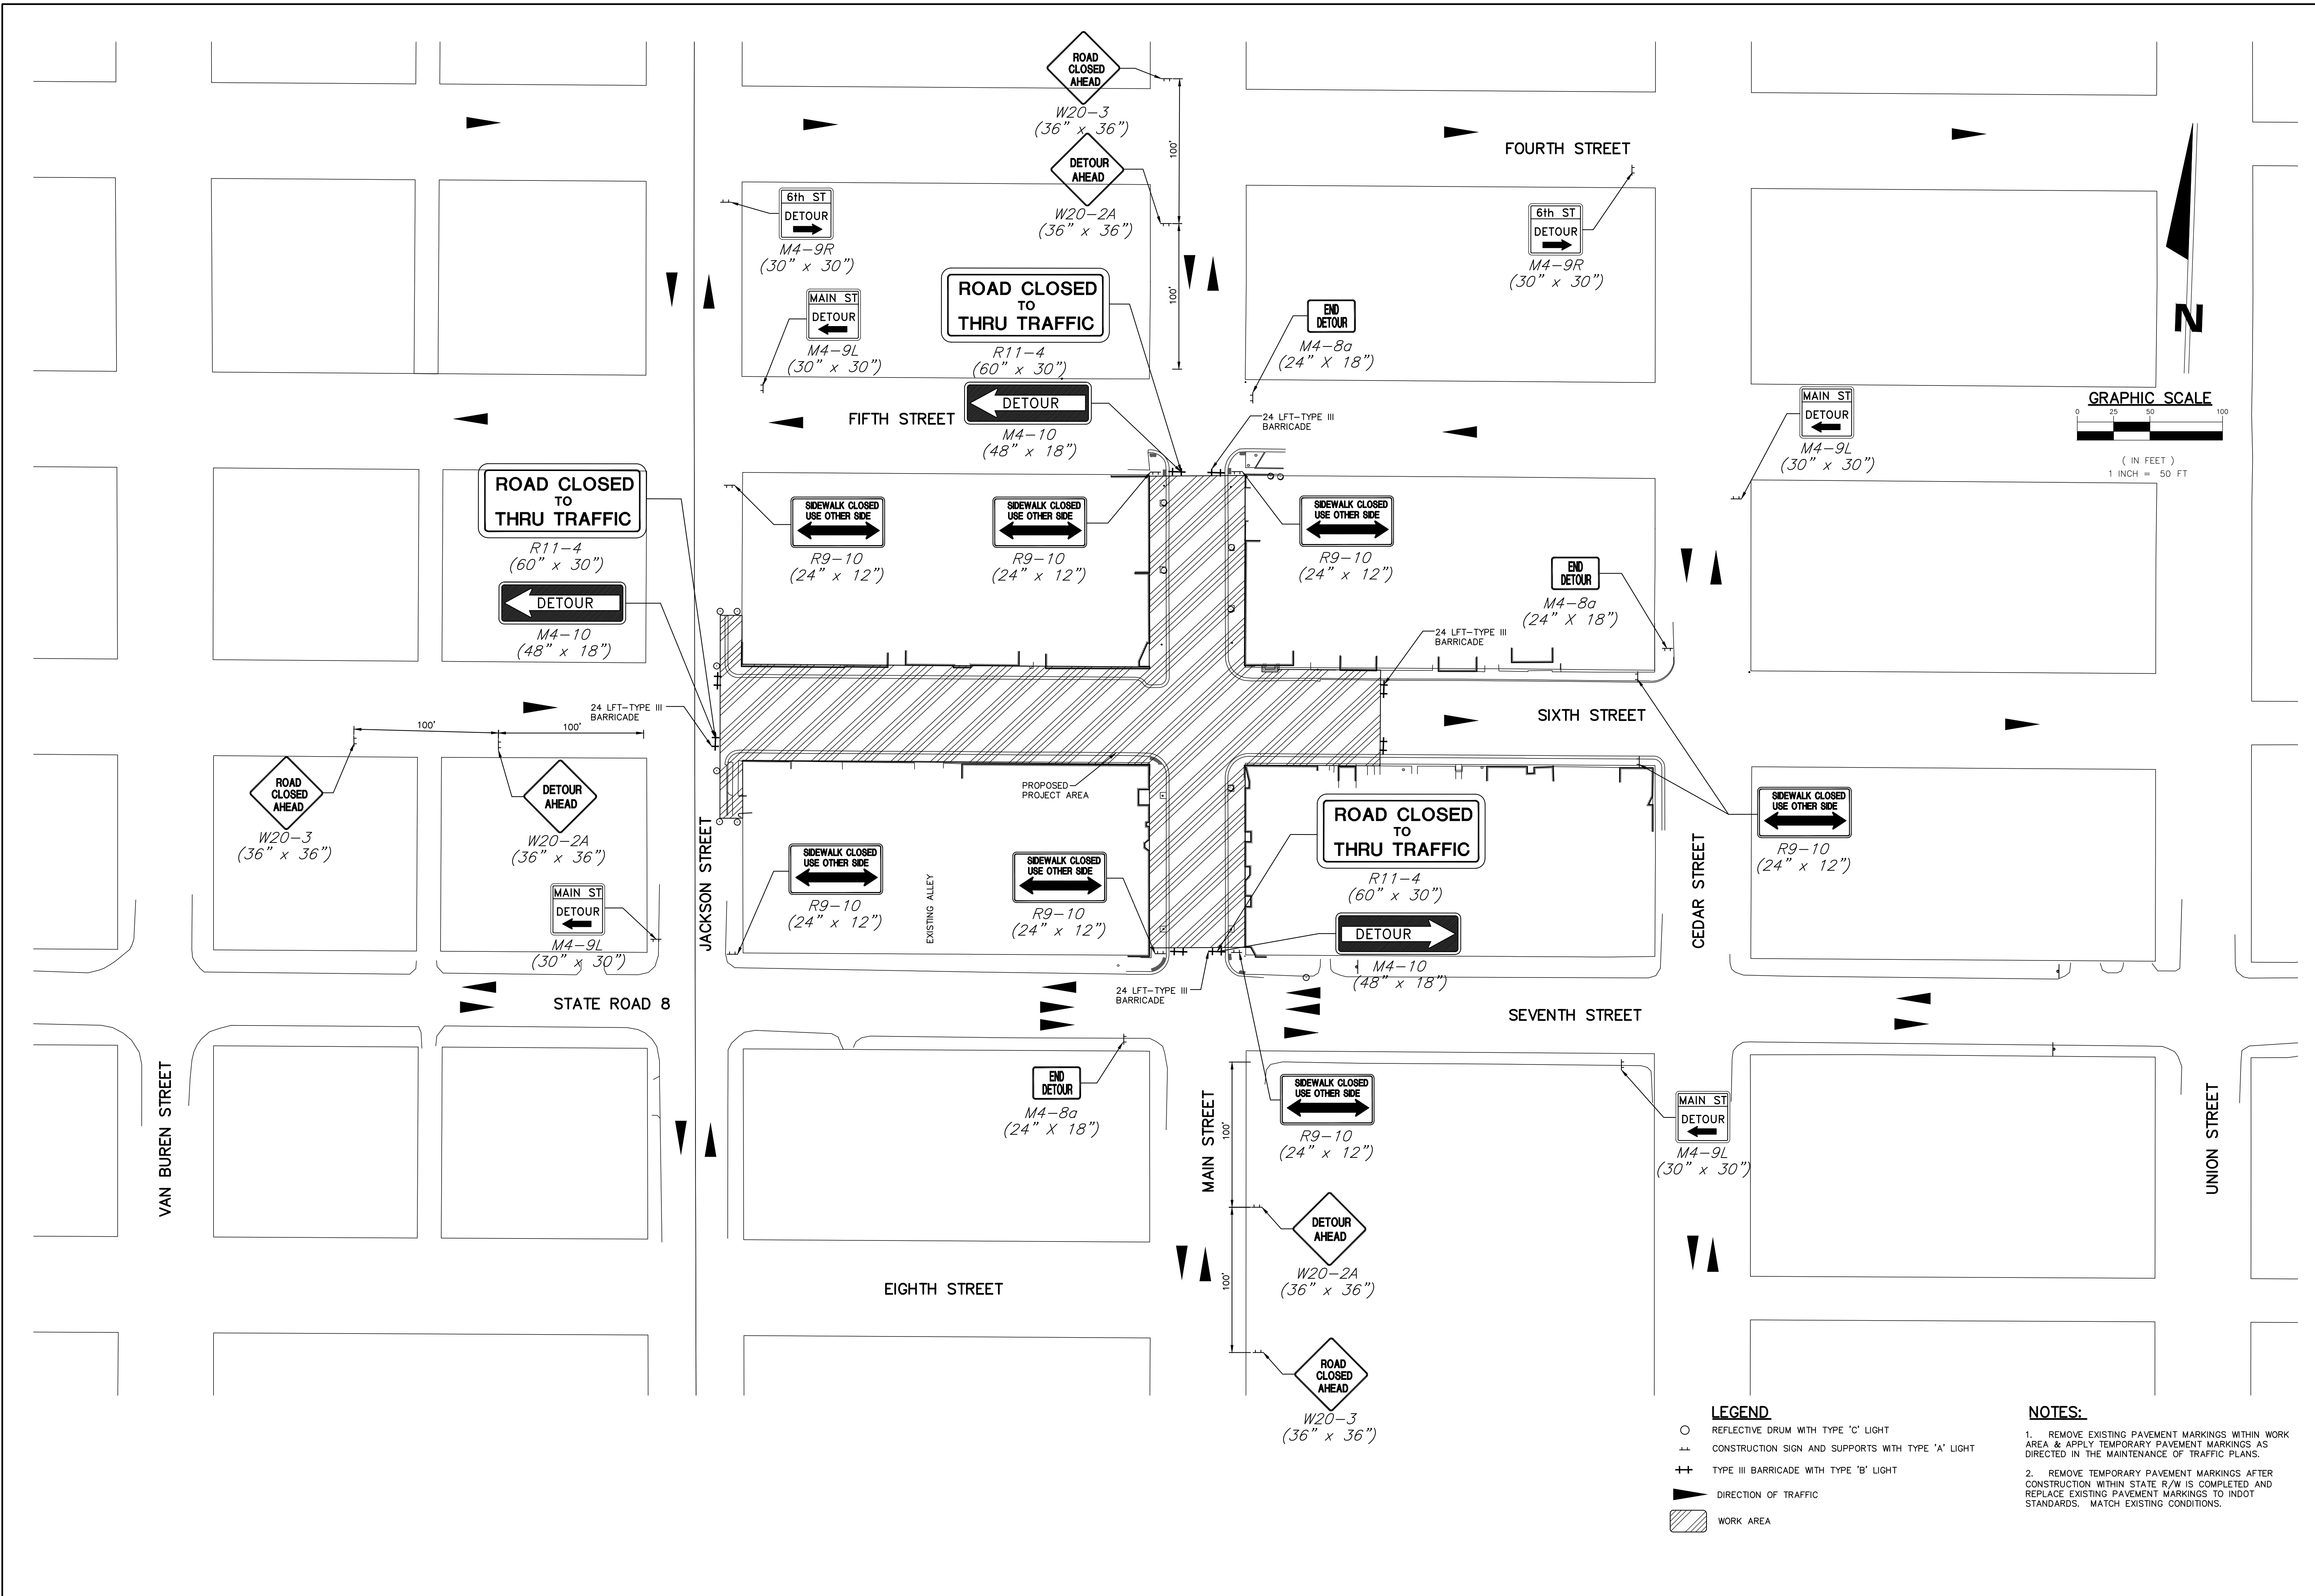 ROAD
CLOSED
AHEAD
W20-3
(36" x 36")
100'
FOURTH STREET
DETOUR
AHEAD
W20-2A
(36" x 36")
100'
6th ST
DETOUR
M4-9R
(30" x 30")
6th ST
DETOUR
M4-9R
(30" x 30")
MAIN ST
DETOUR
M4-9L
(30" x 30")
ROAD CLOSED
TO
THRU TRAFFIC
R11-4
(60" x 30")
END
DETOUR
M4-8a
(24" X 18")
N
GRAPHIC SCALE
0 25 50 100
( IN FEET )
1 INCH = 50 FT
FIFTH STREET
DETOUR
M4-10
(48" x 18")
24 LFT-TYPE III
BARRICADE
MAIN ST
DETOUR
M4-9L
(30" x 30")
ROAD CLOSED
TO
THRU TRAFFIC
R11-4
(60" x 30")
DETOUR
M4-10
(48" x 18")
SIDEWALK CLOSED
USE OTHER SIDE
R9-10
(24" x 12")
SIDEWALK CLOSED
USE OTHER SIDE
R9-10
(24" x 12")
SIDEWALK CLOSED
USE OTHER SIDE
R9-10
(24" x 12")
END
DETOUR
M4-8a
(24" X 18")
24 LFT-TYPE III
BARRICADE
24 LFT-TYPE III
BARRICADE
100'
100'
SIXTH STREET
ROAD
CLOSED
AHEAD
W20-3
(36" x 36")
DETOUR
AHEAD
W20-2A
(36" x 36")
PROPOSED
PROJECT AREA
ROAD CLOSED
TO
THRU TRAFFIC
R11-4
(60" x 30")
SIDEWALK CLOSED
USE OTHER SIDE
R9-10
(24" x 12")
MAIN ST
DETOUR
M4-9L
(30" x 30")
JACKSON STREET
SIDEWALK CLOSED
USE OTHER SIDE
R9-10
(24" x 12")
EXISTING ALLEY
SIDEWALK CLOSED
USE OTHER SIDE
R9-10
(24" x 12")
DETOUR
M4-10
(48" x 18")
CEDAR STREET
STATE ROAD 8
24 LFT-TYPE III
BARRICADE
SEVENTH STREET
VAN BUREN STREET
END
DETOUR
M4-8a
(24" X 18")
MAIN STREET
100'
SIDEWALK CLOSED
USE OTHER SIDE
R9-10
(24" x 12")
MAIN ST
DETOUR
M4-9L
(30" x 30")
UNION STREET
DETOUR
AHEAD
W20-2A
(36" x 36")
100'
EIGHTH STREET
ROAD
CLOSED
AHEAD
W20-3
(36" x 36")
LEGEND
REFLECTIVE DRUM WITH TYPE 'C' LIGHT
CONSTRUCTION SIGN AND SUPPORTS WITH TYPE 'A' LIGHT
TYPE III BARRICADE WITH TYPE 'B' LIGHT
DIRECTION OF TRAFFIC
WORK AREA
NOTES:
1. REMOVE EXISTING PAVEMENT MARKINGS WITHIN WORK
AREA & APPLY TEMPORARY PAVEMENT MARKINGS AS
DIRECTED IN THE MAINTENANCE OF TRAFFIC PLANS.
2. REMOVE TEMPORARY PAVEMENT MARKINGS AFTER
CONSTRUCTION WITHIN STATE R/W IS COMPLETED AND
REPLACE EXISTING PAVEMENT MARKINGS TO INDOT
STANDARDS. MATCH EXISTING CONDITIONS.